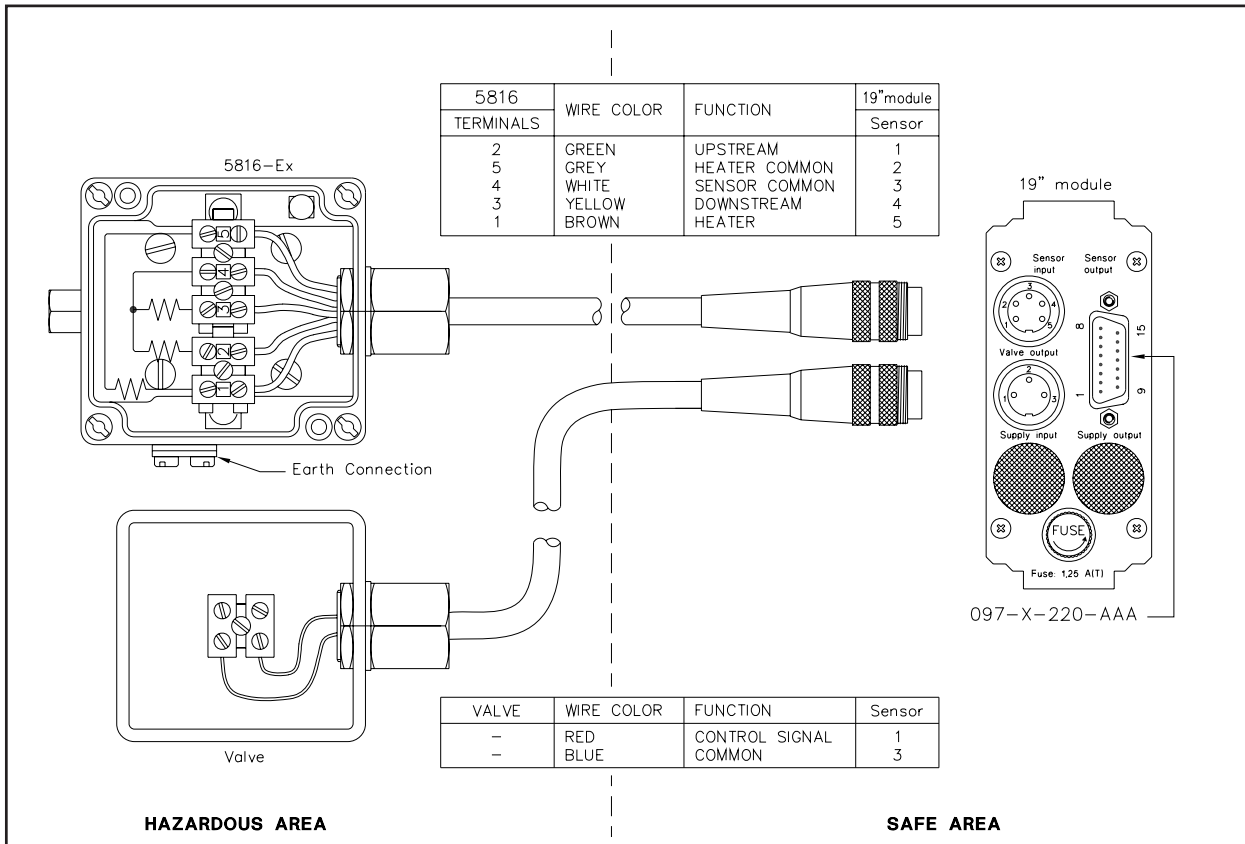 5816 WIRE COLOR FUNCTION 19"module
TERMINALS Sensor
2 GREEN UPSTREAM 1
5 GREY HEATER COMMON 2
4 WHITE SENSOR COMMON 3
3 YELLOW DOWNSTREAM 4
1 BROWN HEATER 5
5816-Ex
5
4
3
2
1
Earth Connection
19" module
Sensor input
Sensor output
1 2 3 4 5
8 15
1 9
Valve output
1 2 3
Supply input
Supply output
FUSE
Fuse: 1,25 A(T)
097-X-220-AAA
VALVE WIRE COLOR FUNCTION Sensor
- RED CONTROL SIGNAL 1
- BLUE COMMON 3
Valve
HAZARDOUS AREA
SAFE AREA